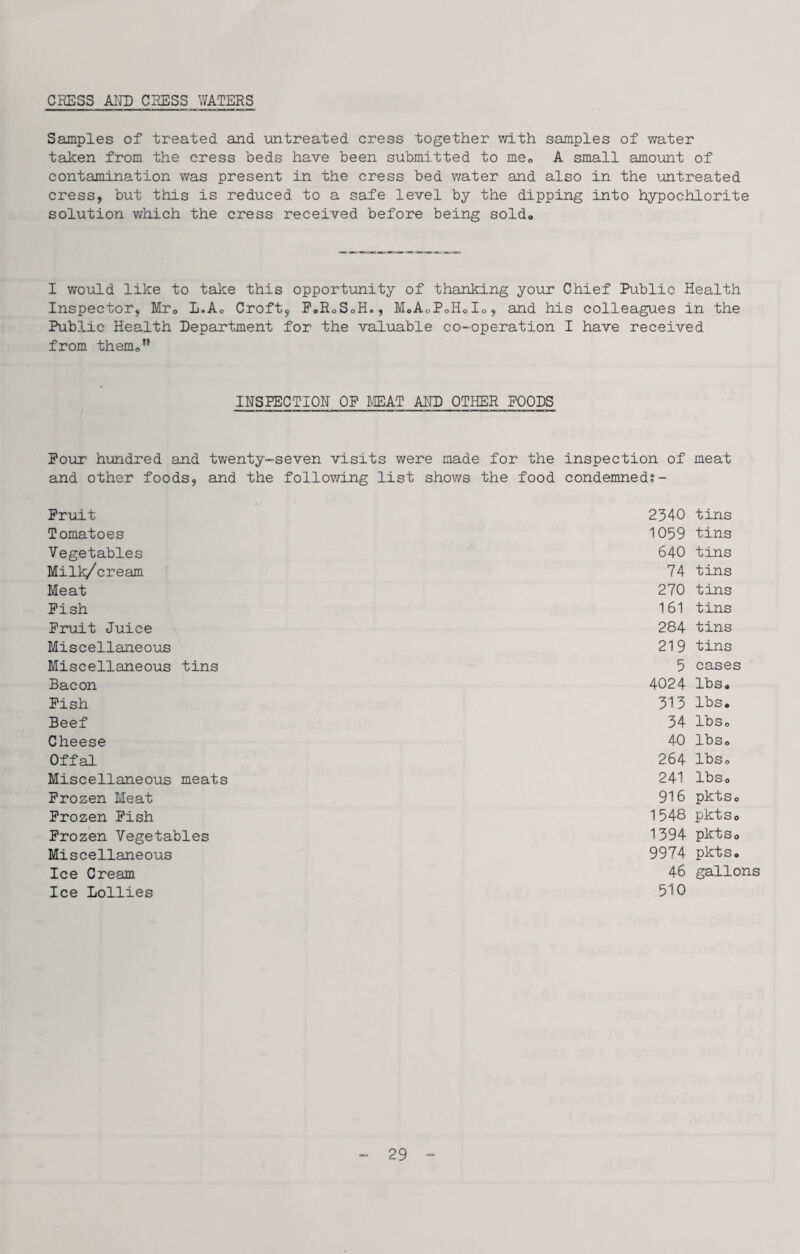 CRESS AND CRESS WATERS
Samples of treated and untreated cress together with samples of water
taken from the cress beds have been submitted to me. A small amount of
contamination was present in the cress bed water and also in the untreated
cress, but this is reduced to a safe level by the dipping into hypochlorite
solution which the cress received before being sold.
I would like to take this opportunity of thanking your Chief Public Health
Inspector, Mr. L.A. Croft, F.R.S.H., M.A.P.H.I., and his colleagues in the
Public Health Department for the valuable co-operation I have received
from them."
INSPECTION OF MEAT AND OTHER FOODS
Four hundred and twenty-seven visits were made for the inspection of meat
and other foods, and the following list shows the food condemned:-
Fruit 2340 tins
Tomatoes 1059 tins
Vegetables 640 tins
Milk/cream 74 tins
Meat 270 tins
Fish 161 tins
Fruit Juice 284 tins
Miscellaneous 219 tins
Miscellaneous tins 5 cases
Bacon 4024 lbs.
Fish 313 lbs.
Beef 34 lbs.
Cheese 40 lbs.
Offal 264 lbs.
Miscellaneous meats 241 lbs.
Frozen Meat 916 pkts.
Frozen Fish 1548 pkts.
Frozen Vegetables 1394 pkts.
Miscellaneous 9974 pkts.
Ice Cream 46 gallons
Ice Lollies 510
- 29 -